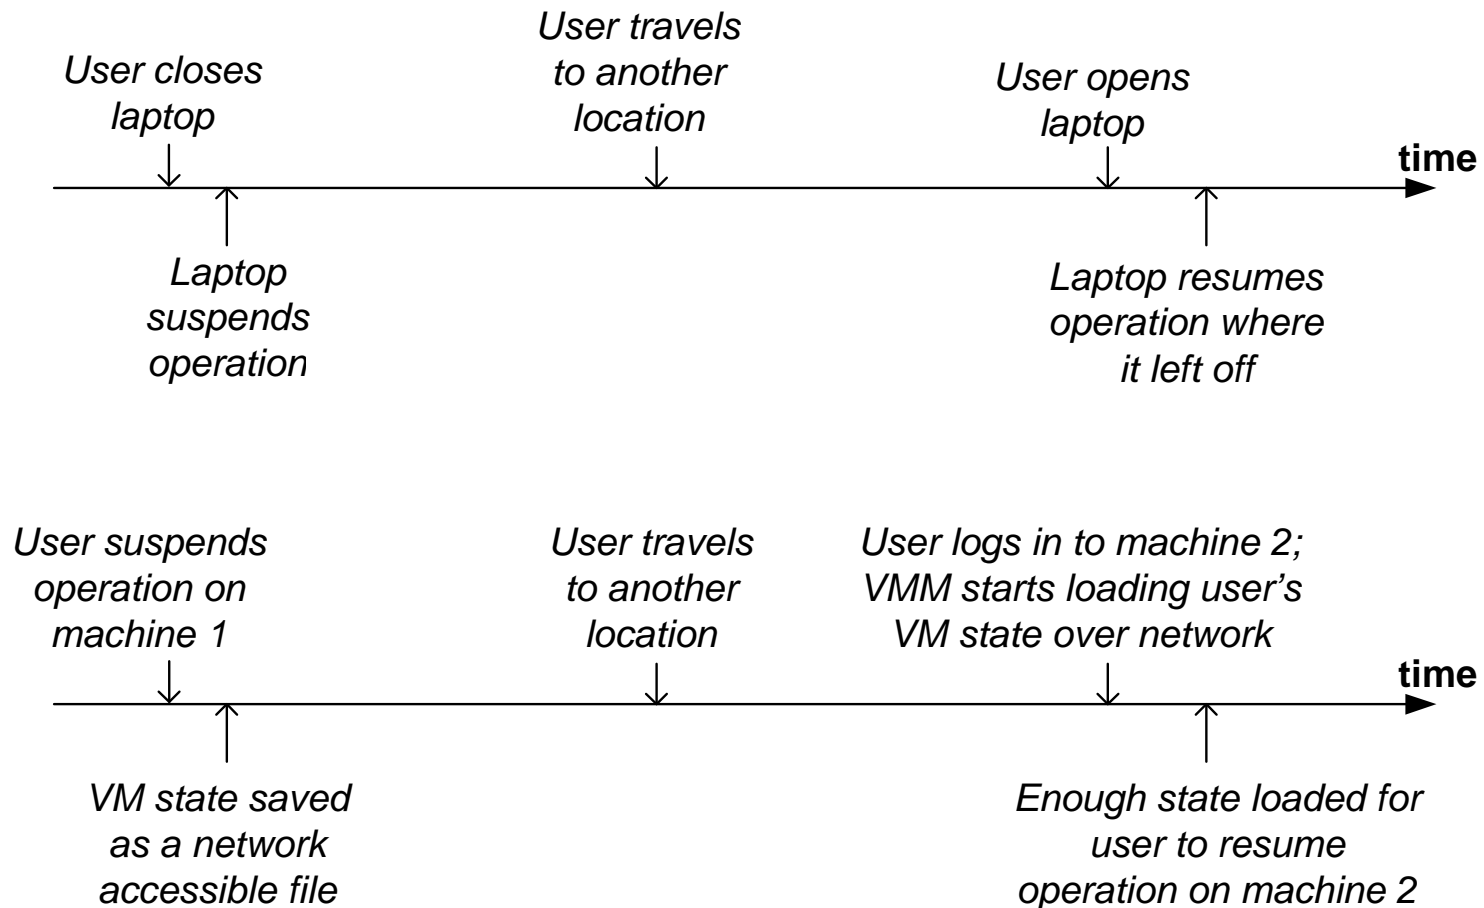 User closes
laptop
User travels
to another
location
User opens
laptop
time
Laptop
suspends
operation
Laptop resumes
operation where
it left off
User suspends
operation on
machine 1
User travels
to another
location
User logs in to machine 2;
VMM starts loading user's
VM state over network
time
VM state saved
as a network
accessible file
Enough state loaded for
user to resume
operation on machine 2